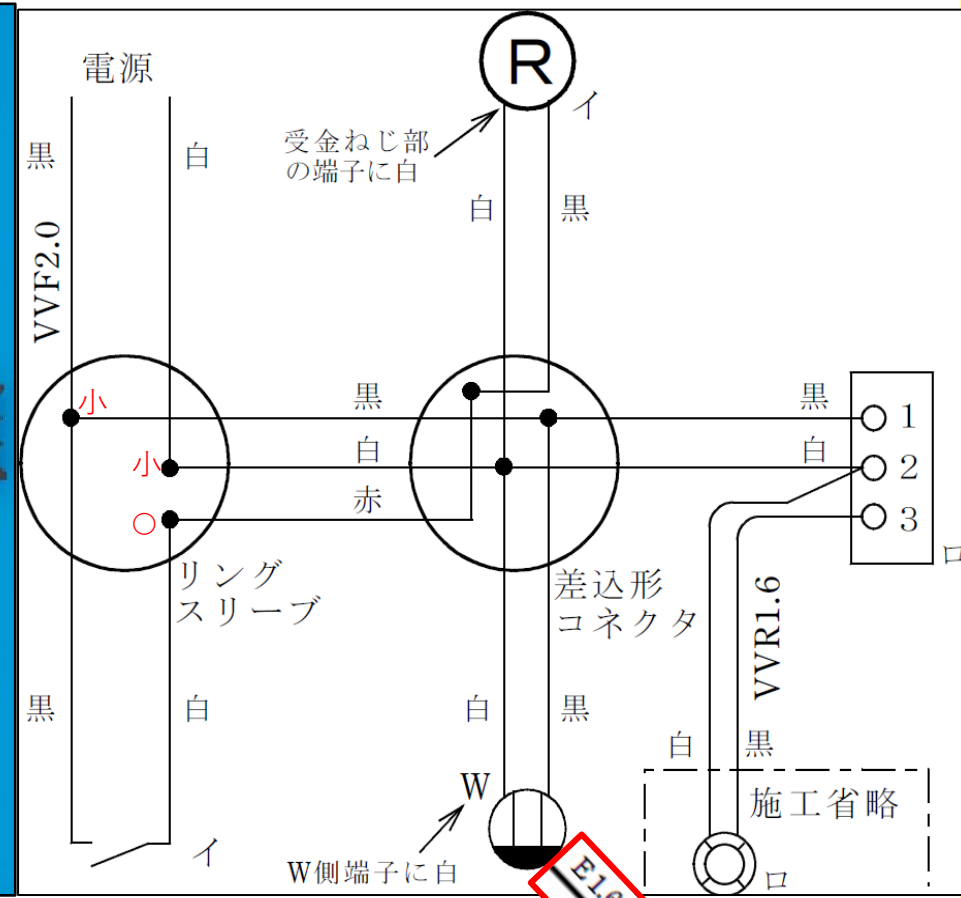 電源
R
イ
受金ねじ部
の端子に白
黒
白
白
黒
VVF2.0
小
黒
黒
1
小
白
白
2
○
赤
3
ロ
リング
スリーブ
差込形
コネクタ
VVR1.6
黒
白
白
黒
白
黒
W
施工省略
イ
W側端子に白
E1.6
ロ